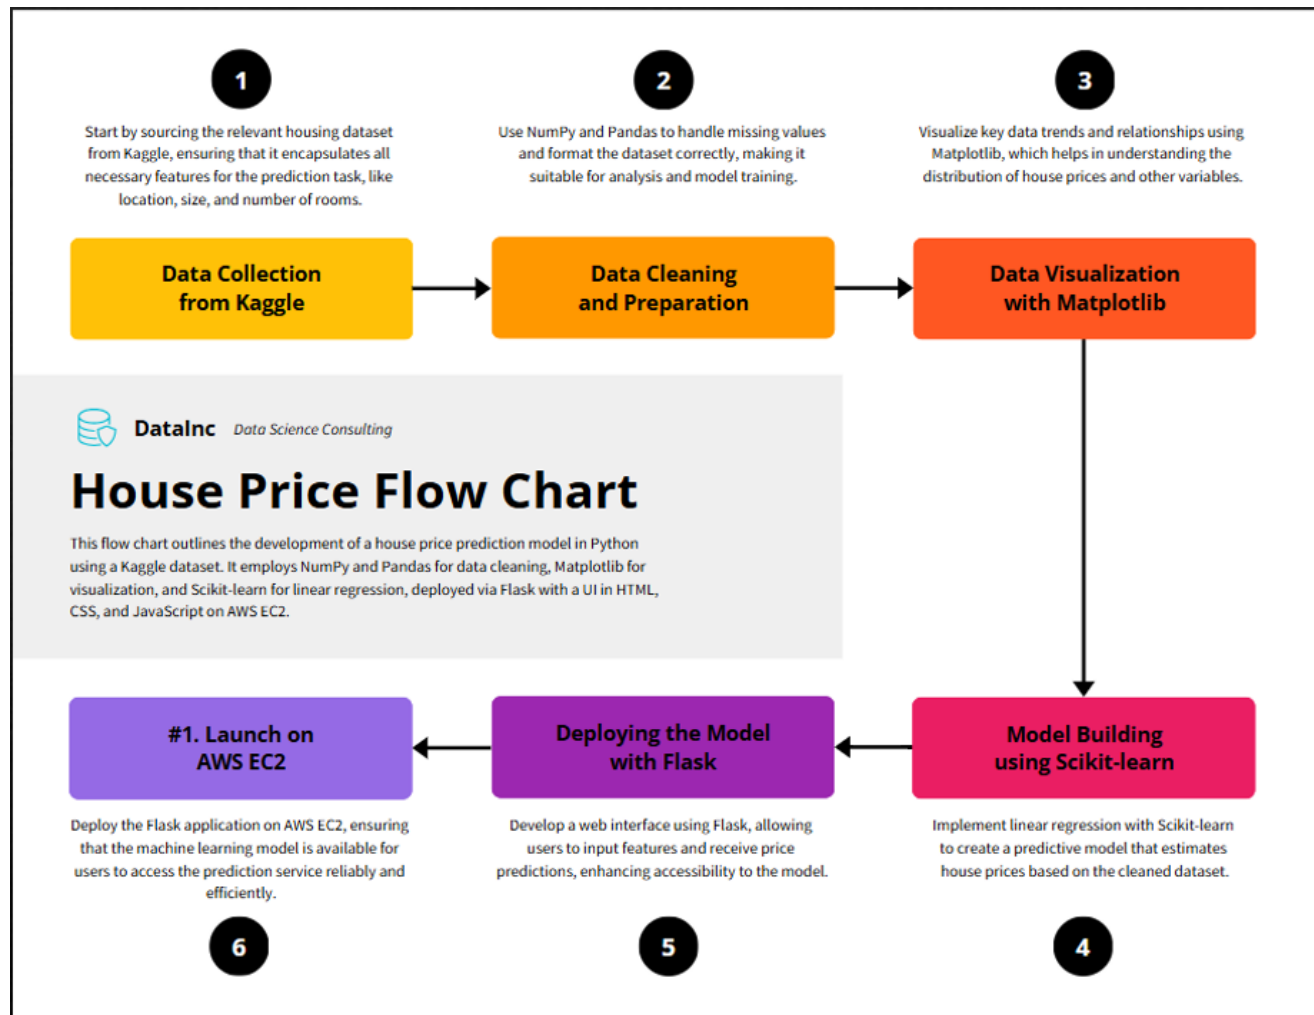 1
Start by sourcing the relevant housing dataset
from Kaggle, ensuring that it encapsulates all
necessary features for the prediction task, like
location, size, and number of rooms.
Data Collection
from Kaggle
2
Use NumPy and Pandas to handle missing values
and format the dataset correctly, making it
suitable for analysis and model training.
Data Cleaning
and Preparation
3
Visualize key data trends and relationships using
Matplotlib, which helps in understanding the
distribution of house prices and other variables.
Data Visualization
with Matplotlib
DataInc Data Science Consulting
House Price Flow Chart
This flow chart outlines the development of a house price prediction model in Python
using a Kaggle dataset. It employs NumPy and Pandas for data cleaning, Matplotlib for
visualization, and Scikit-learn for linear regression, deployed via Flask with a UI in HTML,
CSS, and JavaScript on AWS EC2.
Model Building
using Scikit-learn
Implement linear regression with Scikit-learn
to create a predictive model that estimates
house prices based on the cleaned dataset.
4
Deploying the Model
with Flask
Develop a web interface using Flask, allowing
users to input features and receive price
predictions, enhancing accessibility to the model.
5
#1. Launch on
AWS EC2
Deploy the Flask application on AWS EC2, ensuring
that the machine learning model is available for
users to access the prediction service reliably and
efficiently.
6